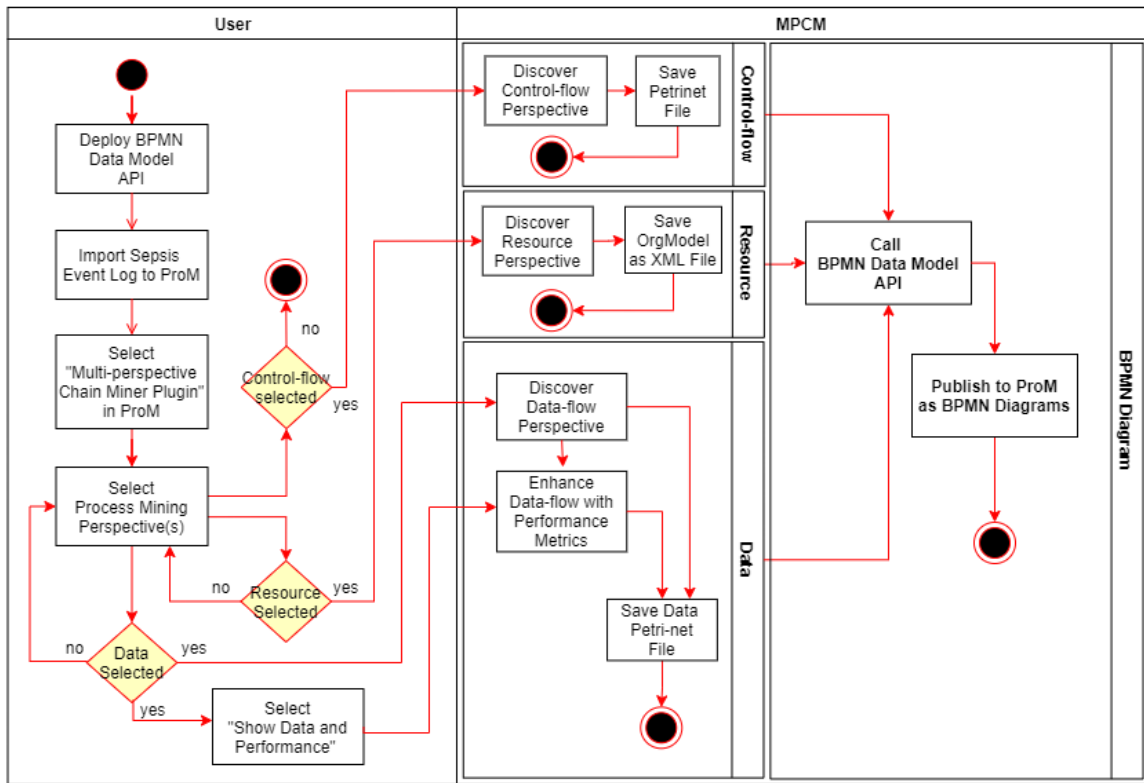 User
MPCM
Deploy BPMN
Data Model
API
Import Sepsis
Event Log to ProM
Select
"Multi-perspective
Chain Miner Plugin"
in ProM
Select
Process Mining
Perspective(s)
no
Control-flow
selected
yes
no
Resource
Selected
yes
no
Data
Selected
yes
yes
Select
"Show Data and
Performance"
Discover
Control-flow
Perspective
Save
Petrinet
File
Control-flow
Discover
Resource
Perspective
Save
OrgModel
as XML File
Resource
Discover
Data-flow
Perspective
Enhance
Data-flow with
Performance
Metrics
Save Data
Petri-net
File
Data
Call
BPMN Data Model
API
Publish to ProM
as BPMN Diagrams
BPMN Diagram